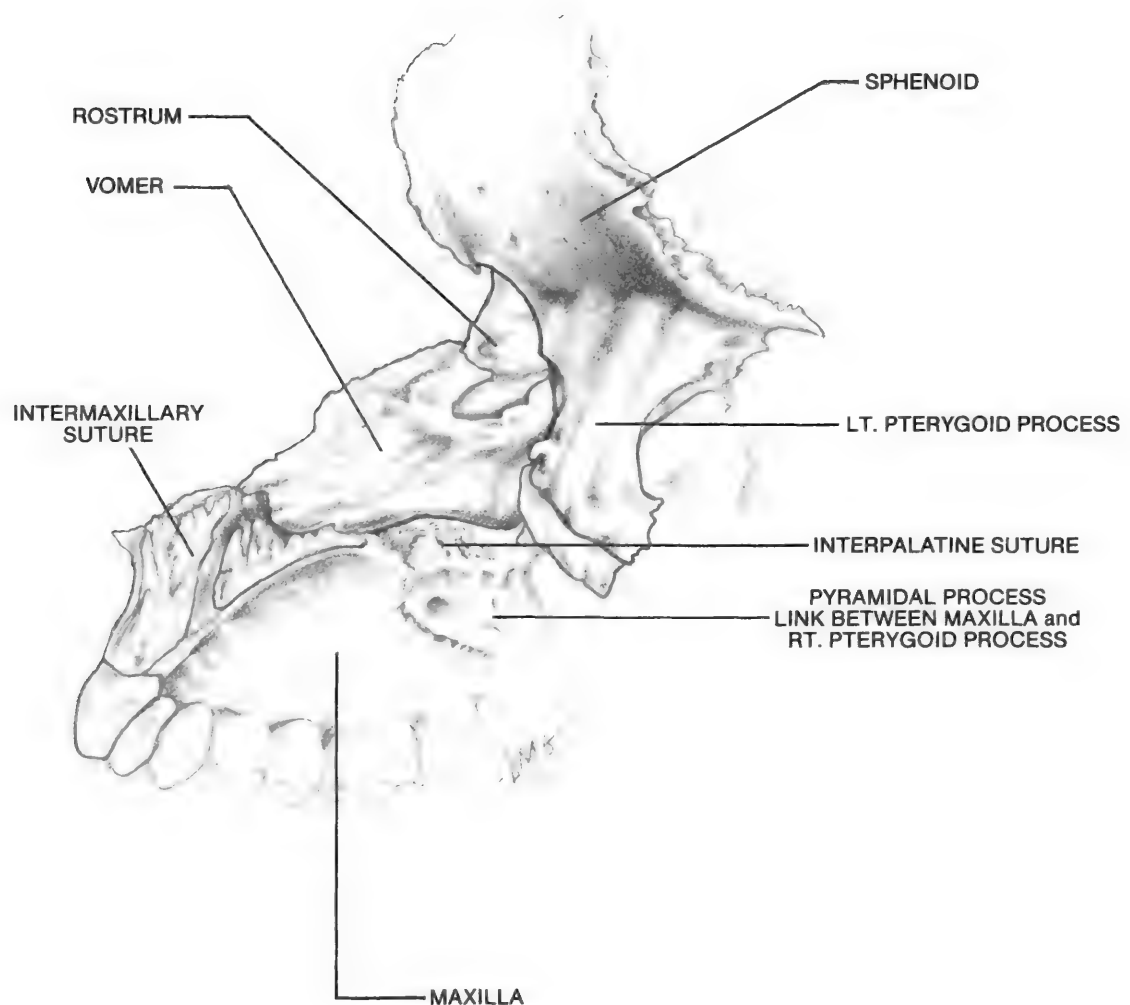 SPHENOID
ROSTRUM
VOMER
INTERMAXILLARY
SUTURE
LT. PTERYGOID PROCESS
INTERPALATINE SUTURE
PYRAMIDAL PROCESS
LINK BETWEEN MAXILLA and
RT. PTERYGOID PROCESS
MAXILLA